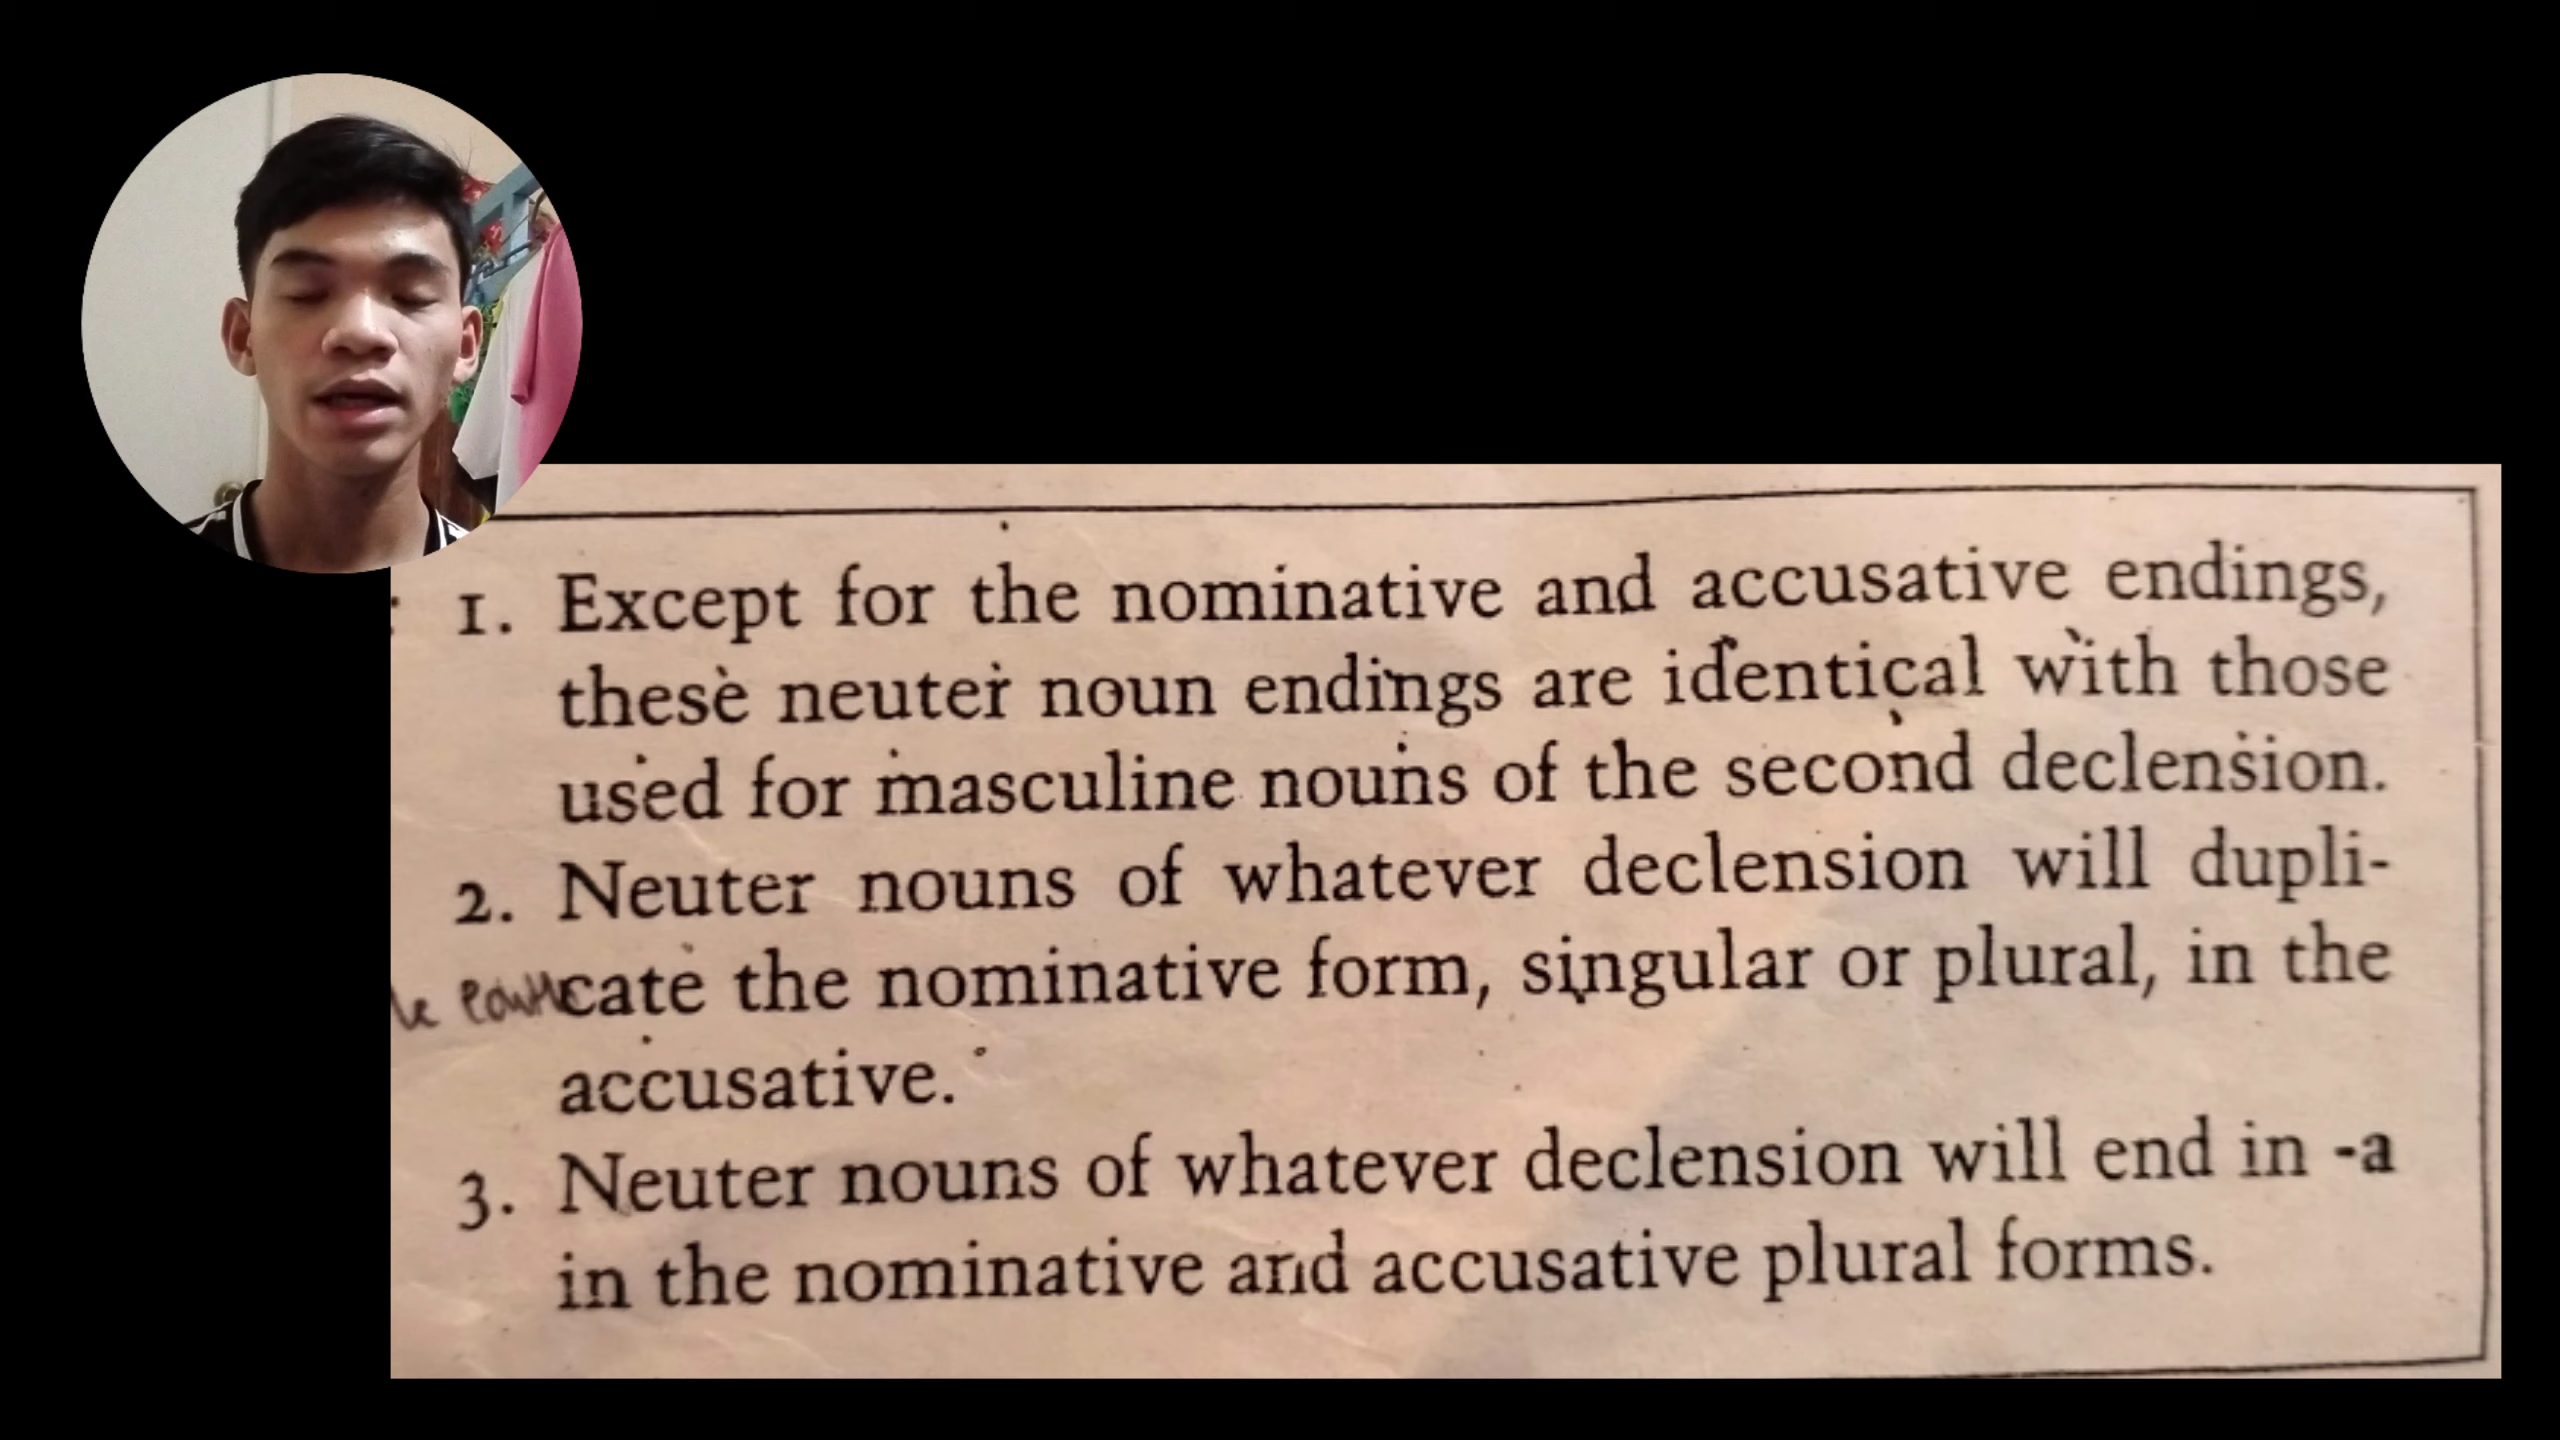 1. Except for the nominative and accusative endings,
these neuter noun endings are identical with those
used for masculine nouns of the second declension.
2. Neuter nouns of whatever declension will dupli-
cate the nominative form, singular or plural, in the
accusative.
3. Neuter nouns of whatever declension will end in -a
in the nominative and accusative plural forms.